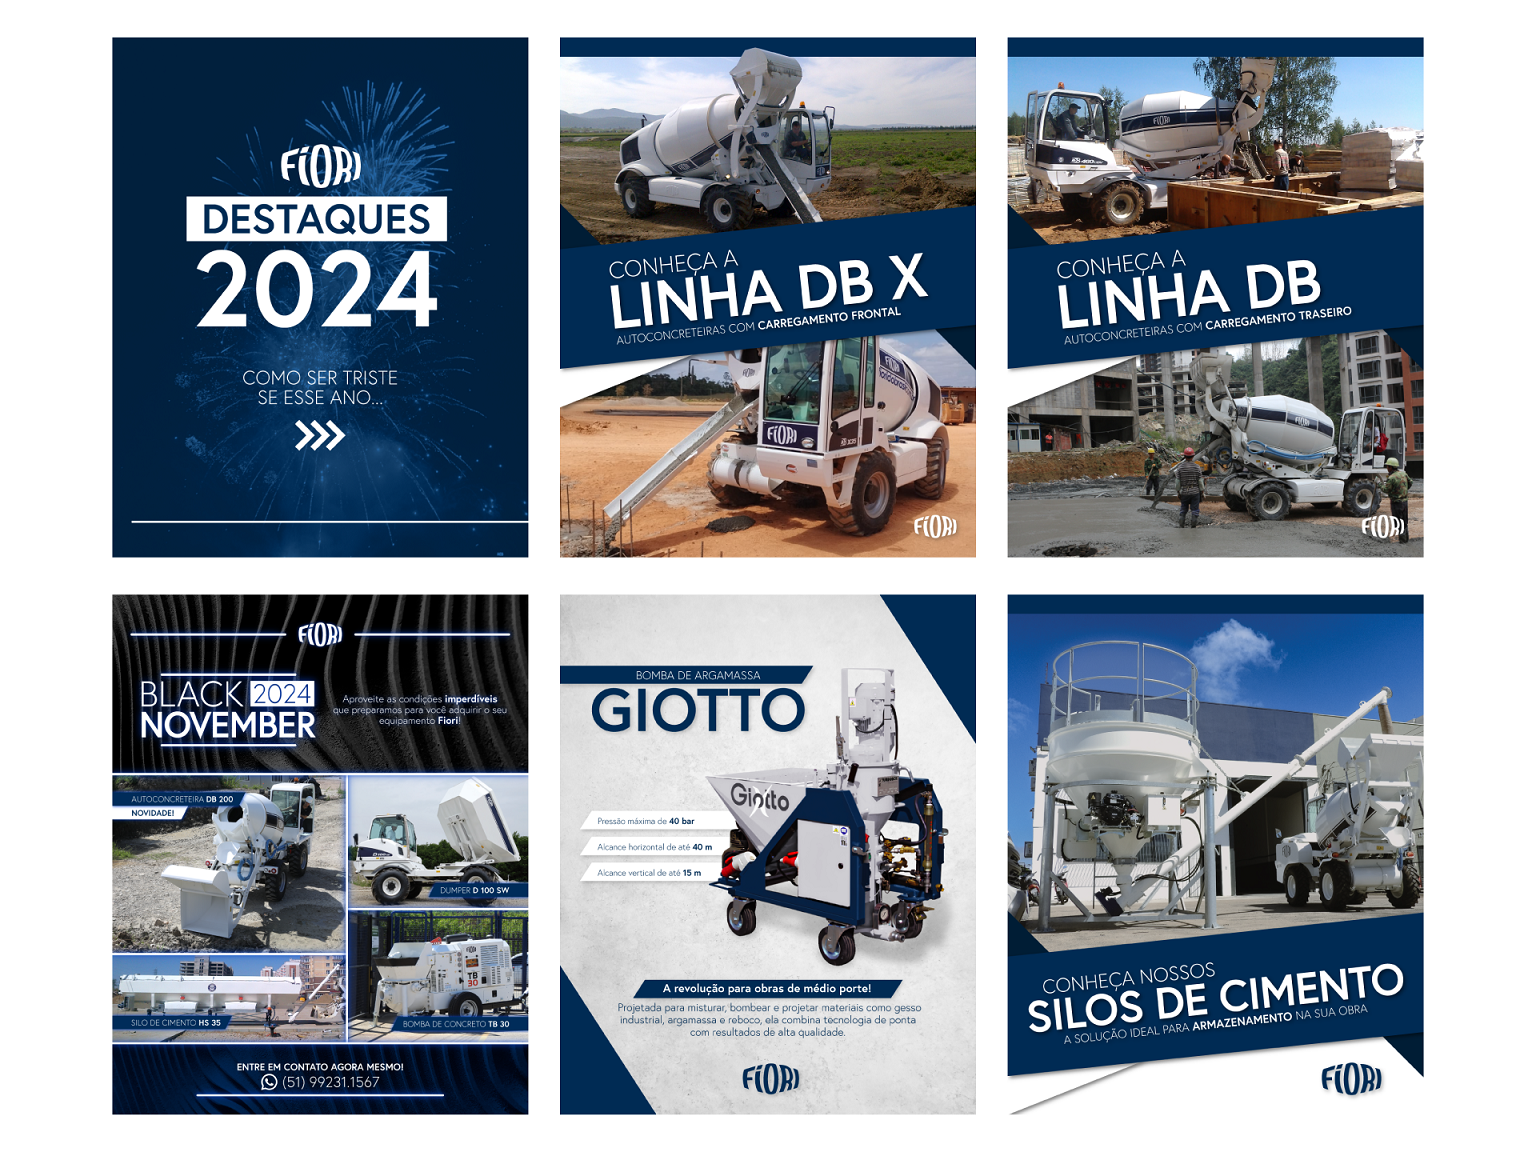 FiORI
DESTAQUES
2024
COMO SER TRISTE
SE ESSE ANO...
FiORI
CONHEÇA A
LINHA DB X
AUTOCONCRETEIRAS COM CARREGAMENTO FRONTAL
FiORI
FiORI
FiORI
CONHEÇA A
LINHA DB
AUTOCONCRETEIRAS COM CARREGAMENTO TRASEIRO
FiORI
FiORI
BLACK 2024
NOVEMBER
Aproveite as condições imperdíveis
que preparamos para você adquirir o seu
equipamento Fiori!
AUTOCONCRETEIRA DB 200
NOVIDADE!
DUMPER D 100 SW
SILO DE CIMENTO HS 35
FiORI
TB
30
BOMBA DE CONCRETO TB 30
ENTRE EM CONTATO AGORA MESMO!
(51) 99231.1567
BOMBA DE ARGAMASSA
GIOTTO
Giotto
Pressão máxima de 40 bar
Alcance horizontal de até 40 m
Alcance vertical de até 15 m
A revolução para obras de médio porte!
Projetada para misturar, bombear e projetar materiais como gesso
industrial, argamassa e reboco, ela combina tecnologia de ponta
com resultados de alta qualidade.
FiORI
CONHEÇA NOSSOS
SILOS DE CIMENTO
A SOLUÇÃO IDEAL PARA ARMAZENAMENTO NA SUA OBRA
FiORI